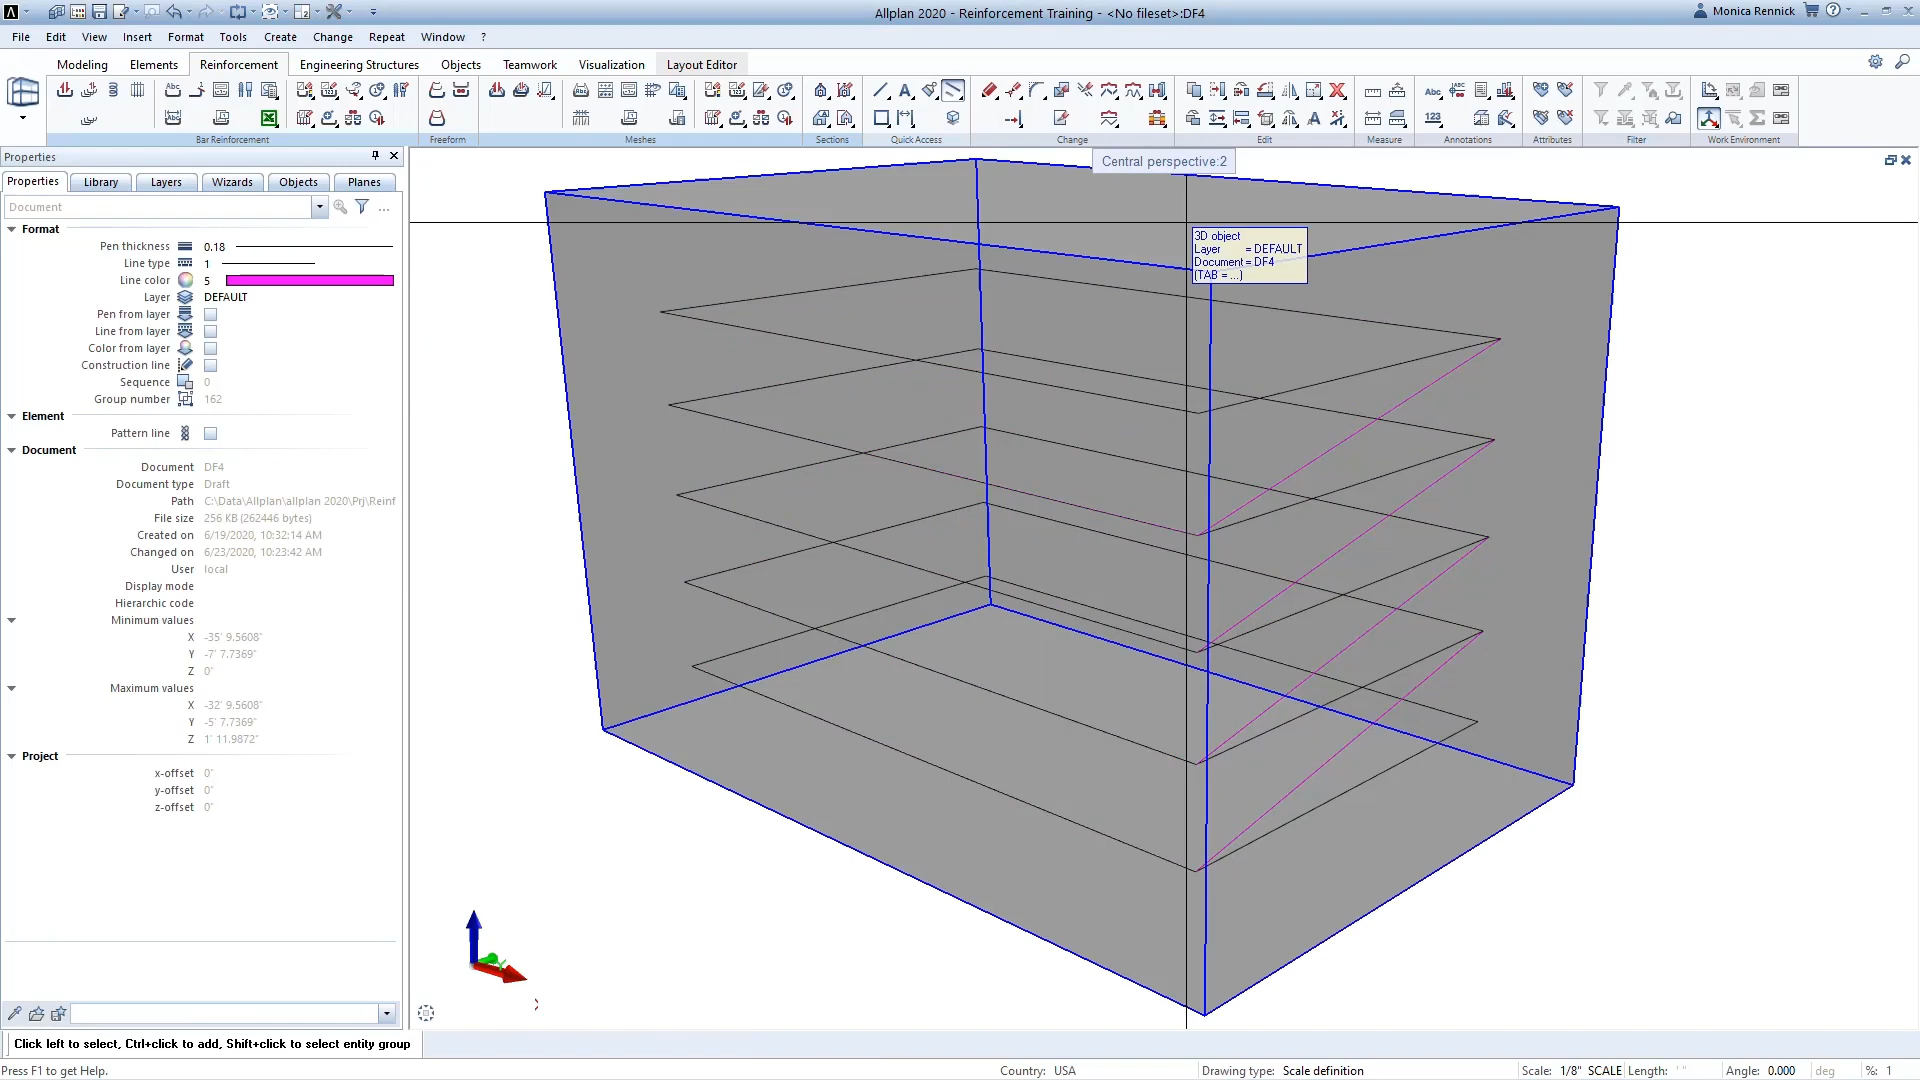 Allplan 2020 - Reinforcement Training - <No fileset>:DF4
Monica Rennick
File Edit View Insert Format Tools Create Change Repeat Window ?
Modeling Elements Reinforcement Engineering Structures Objects Teamwork Visualization Layout Editor
Bar Reinforcement Freeform Meshes Sections Quick Access Change Edit Measure Annotations Attributes Filter Work Environment
Properties
Central perspective:2
Properties Library Layers Wizards Objects Planes
Document
Format
Pen thickness 0.18
Line type 1
Line color 5
Layer DEFAULT
Pen from layer
Line from layer
Color from layer
Construction line
Sequence 0
Group number 162
Element
Pattern line
Document
Document DF4
Document type Draft
Path C:\Data\Allplan\allplan 2020\Prj\Reinf
File size 256 KB (262446 bytes)
Created on 6/19/2020, 10:32:14 AM
Changed on 6/23/2020, 10:23:42 AM
User local
Display mode
Hierarchic code
Minimum values
X -35' 9.5608"
Y -7' 7.7369"
Z 0"
Maximum values
X -32' 9.5608"
Y -5' 7.7369"
Z 1' 11.9872"
Project
x-offset 0"
y-offset 0"
z-offset 0"
3D object
Layer = DEFAULT
Document = DF4
(TAB = ...)
Click left to select, Ctrl+click to add, Shift+click to select entity group
Press F1 to get Help.
Country: USA
Drawing type: Scale definition
Scale: 1/8" SCALE
Length: ' "
Angle: 0.000 deg
%: 1